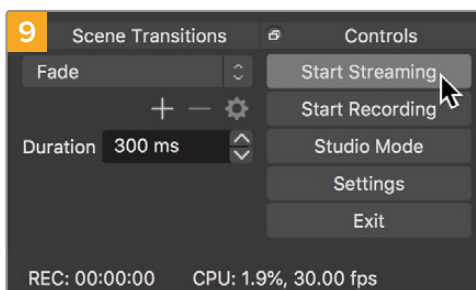 9
Scene Transitions
Controls
Fade
Start Streaming
Start Recording
Duration 300 ms
Studio Mode
Settings
Exit
REC: 00:00:00 CPU: 1.9%, 30.00 fps